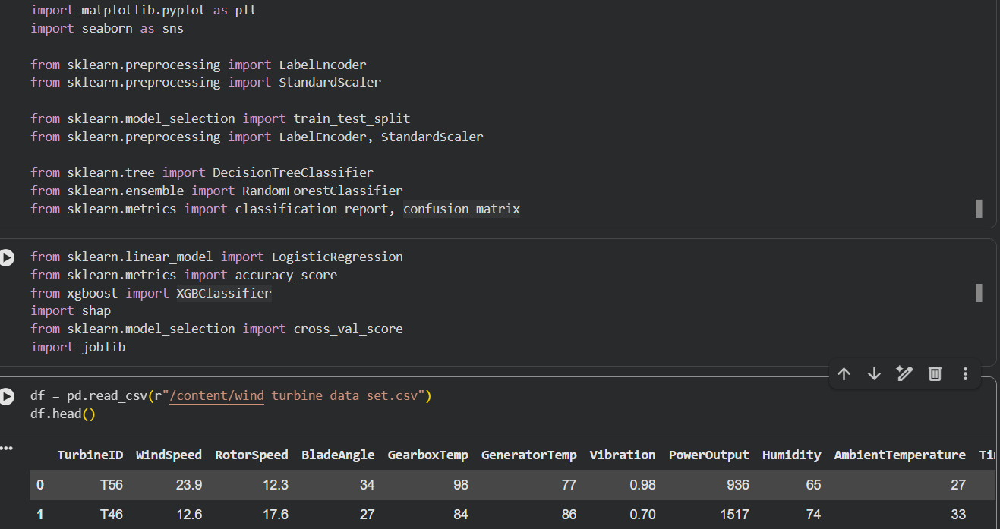 import matplotlib.pyplot as plt
import seaborn as sns
from sklearn.preprocessing import LabelEncoder
from sklearn.preprocessing import StandardScaler
from sklearn.model_selection import train_test_split
from sklearn.preprocessing import LabelEncoder, StandardScaler
from sklearn.tree import DecisionTreeClassifier
from sklearn.ensemble import RandomForestClassifier
from sklearn.metrics import classification_report, confusion_matrix
from sklearn.linear_model import LogisticRegression
from sklearn.metrics import accuracy_score
from xgboost import XGBClassifier
import shap
from sklearn.model_selection import cross_val_score
import joblib
df = pd.read_csv(r"/content/wind turbine data set.csv")
df.head()
TurbineID WindSpeed RotorSpeed BladeAngle GearboxTemp GeneratorTemp Vibration PowerOutput Humidity AmbientTemperature
0 T56 23.9 12.3 34 98 77 0.98 936 65 27
1 T46 12.6 17.6 27 84 86 0.70 1517 74 33